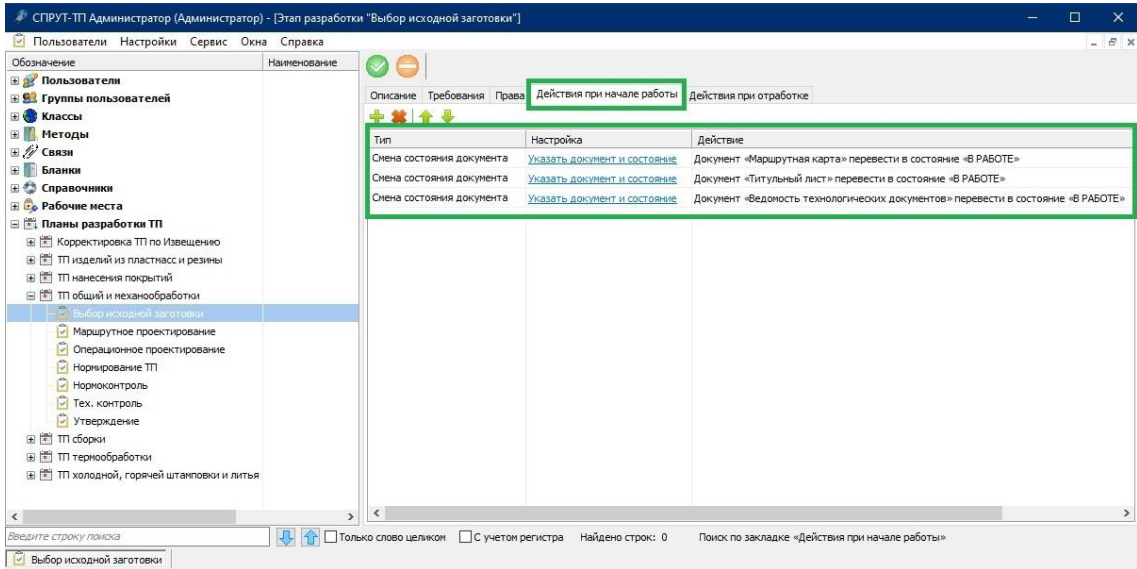 СПРУТ-ТП Администратор (Администратор) - [Этап разработки "Выбор исходной заготовки"]
Пользователи Настройки Сервис Окна Справка
Обозначение Наименование
Пользователи
Группы пользователей
Классы
Методы
Связи
Бланки
Справочники
Рабочие места
Планы разработки ТП
Корректировка ТП по Извещению
ТП изделий из пластмасс и резины
ТП нанесения покрытий
ТП общий и механообработки
Выбор исходной заготовки
Маршрутное проектирование
Операционное проектирование
Нормирование ТП
Нормоконтроль
Тех. контроль
Утверждение
ТП сборки
ТП термообработки
ТП холодной, горячей штамповки и литья
Описание Требования Права Действия при начале работы Действия при отработке
Тип Настройка Действие
Смена состояния документа Указать документ и состояние Документ «Маршрутная карта» перевести в состояние «В РАБОТЕ»
Смена состояния документа Указать документ и состояние Документ «Титульный лист» перевести в состояние «В РАБОТЕ»
Смена состояния документа Указать документ и состояние Документ «Ведомость технологических документов» перевести в состояние «В РАБОТЕ»
Введите строку поиска Только слово целиком С учетом регистра Найдено строк: 0 Поиск по закладке «Действия при начале работы»
Выбор исходной заготовки